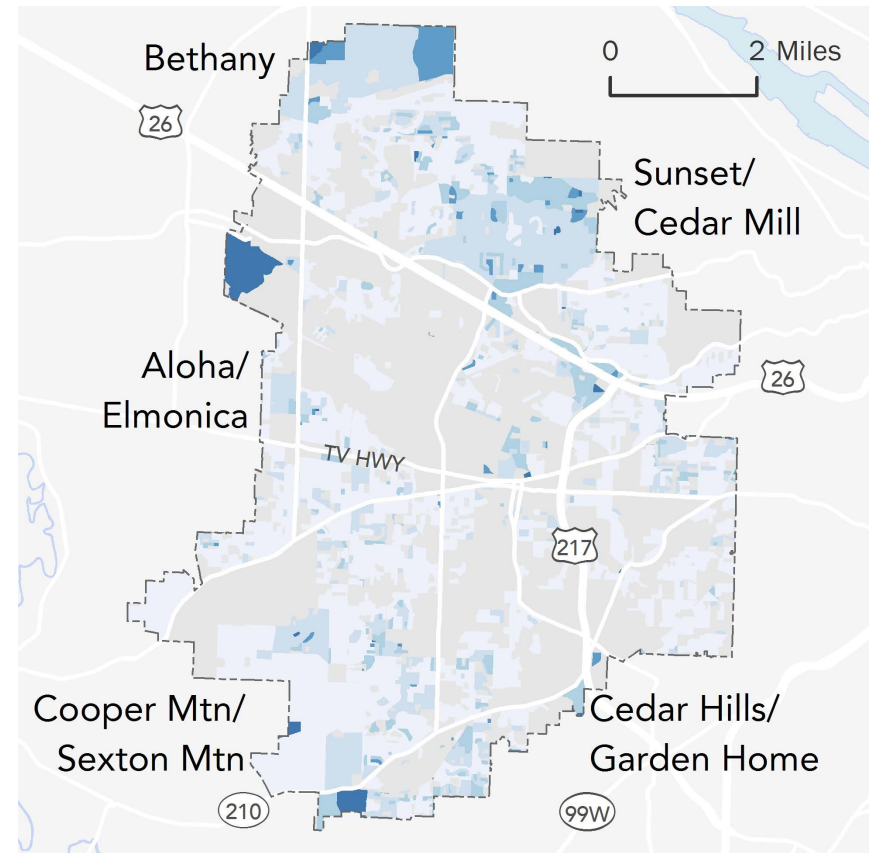 Bethany
0 2 Miles
26
Sunset/
Cedar Mill
Aloha/
Elmonica
26
TV HWY
217
Cooper Mtn/
Sexton Mtn
Cedar Hills/
Garden Home
210
99W